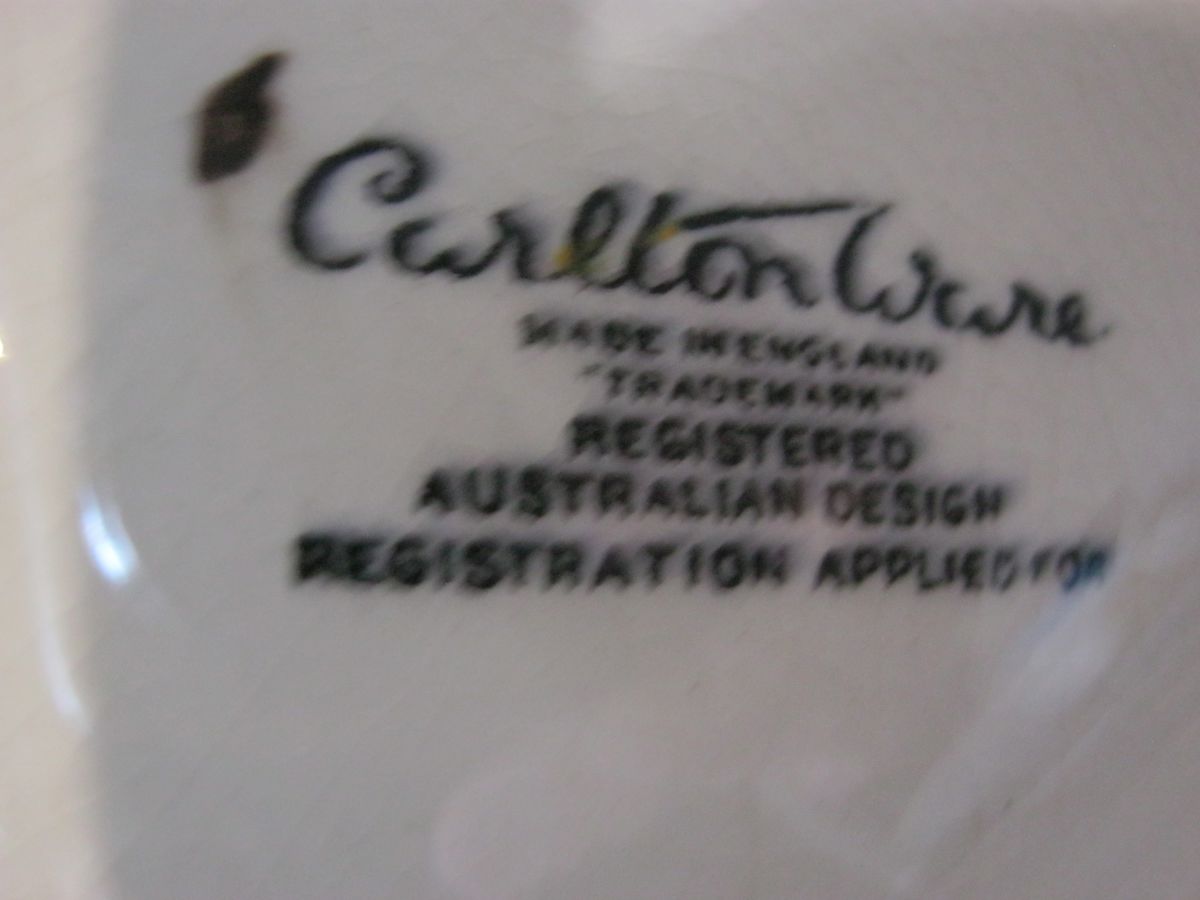 Carlton Ware
MADE IN ENGLAND
"TRADEMARK"
REGISTERED
AUSTRALIAN DESIGN
REGISTRATION APPLIED FOR